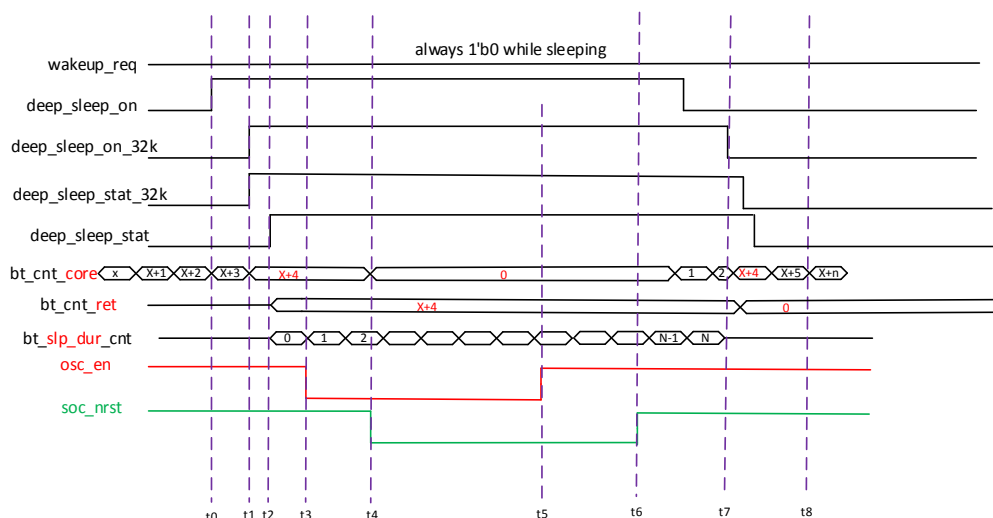 always 1'b0 while sleeping
wakeup_req
deep_sleep_on
deep_sleep_on_32k
deep_sleep_stat_32k
deep_sleep_stat
bt_cnt_core x X+1 X+2 X+3 X+4 0 1 2 X+4 X+5 X+n
bt_cnt_ret X+4 0
bt_slp_dur_cnt 0 1 2 N-1 N
osc_en
soc_nrst
t0 t1 t2 t3 t4 t5 t6 t7 t8